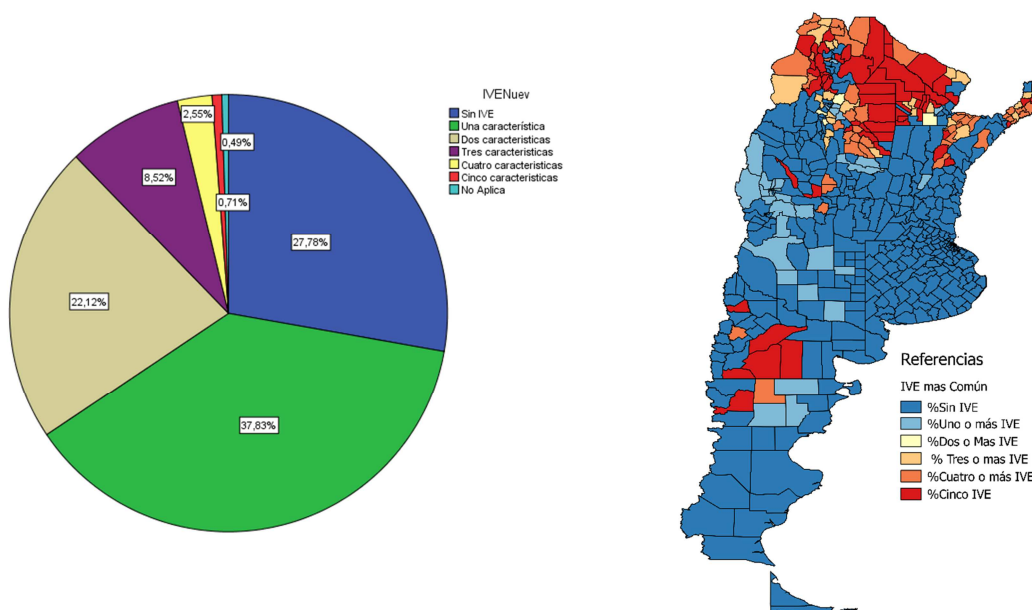 IVENuev
Sin IVE
Una característica
Dos características
Tres características
Cuatro caracteristicas
Cinco caracteristicas
No Aplica
2,55%
0,49%
8,52%
0,71%
27,78%
22,12%
37,83%
Referencias
IVE mas Común
%Sin IVE
%Uno o más IVE
%Dos o Mas IVE
% Tres o mas IVE
%Cuatro o más IVE
%Cinco IVE